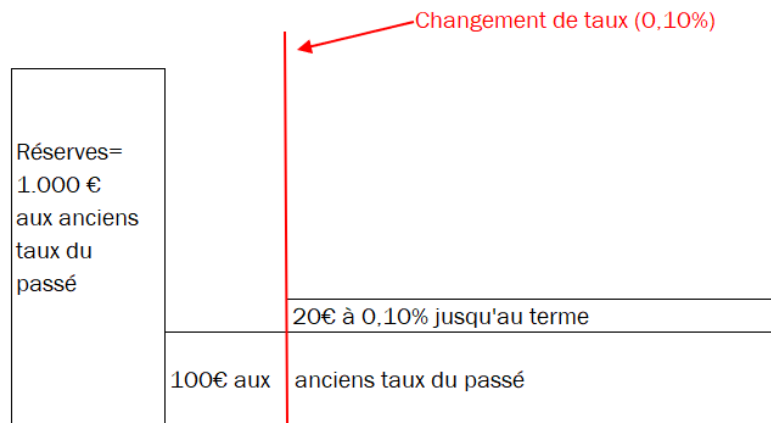 Changement de taux (0,10%)
Réserves=
1.000 €
aux anciens
taux du
passé
20€ à 0,10% jusqu'au terme
100€ aux anciens taux du passé